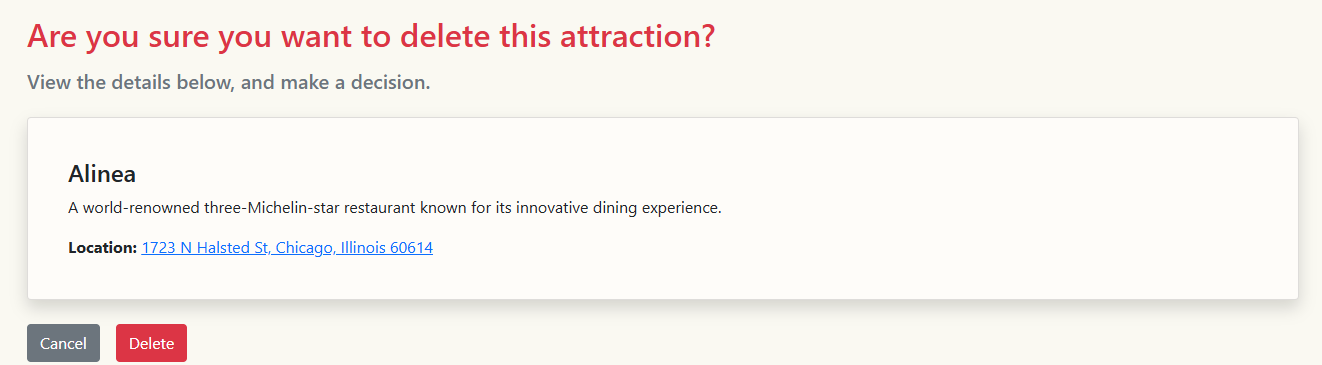 Are you sure you want to delete this attraction?
View the details below, and make a decision.
Alinea
A world-renowned three-Michelin-star restaurant known for its innovative dining experience.
Location: 1723 N Halsted St, Chicago, Illinois 60614
Cancel Delete